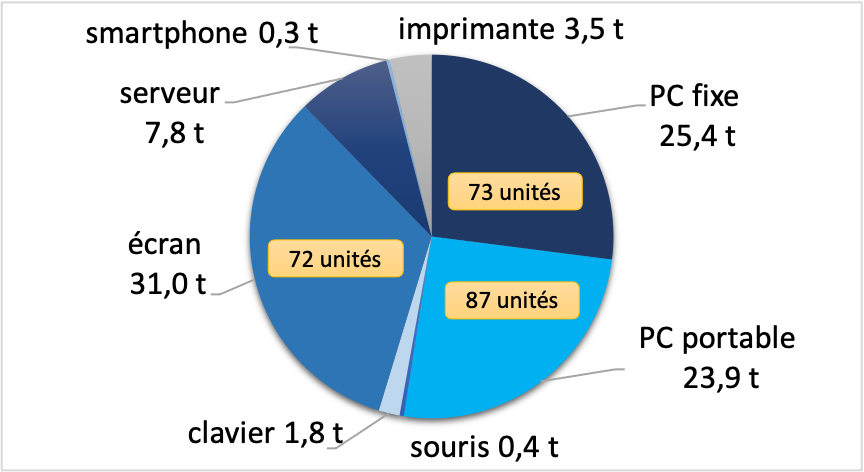 smartphone 0,3 t
imprimante 3,5 t
serveur
7,8 t
PC fixe
25,4 t
73 unités
écran
31,0 t
72 unités
87 unités
PC portable
23,9 t
clavier 1,8 t
souris 0,4 t